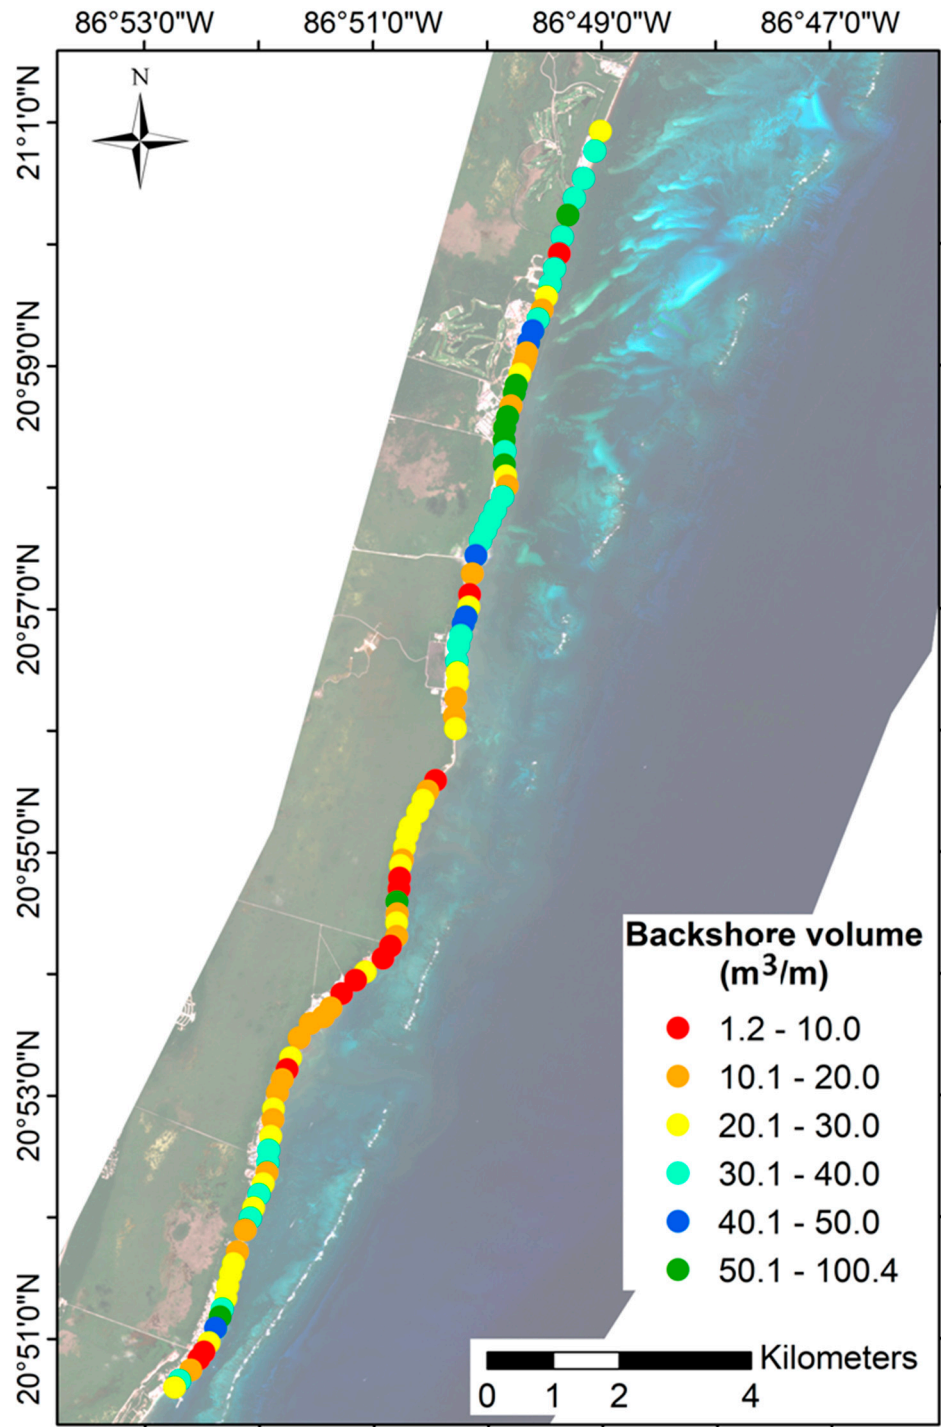 86°53'0"W 86°51'0"W 86°49'0"W 86°47'0"W
N
21°1'0"N
20°59'0"N
20°57'0"N
20°55'0"N
20°53'0"N
20°51'0"N
Backshore volume
(m³/m)
1.2 - 10.0
10.1 - 20.0
20.1 - 30.0
30.1 - 40.0
40.1 - 50.0
50.1 - 100.4
Kilometers
0 1 2 4